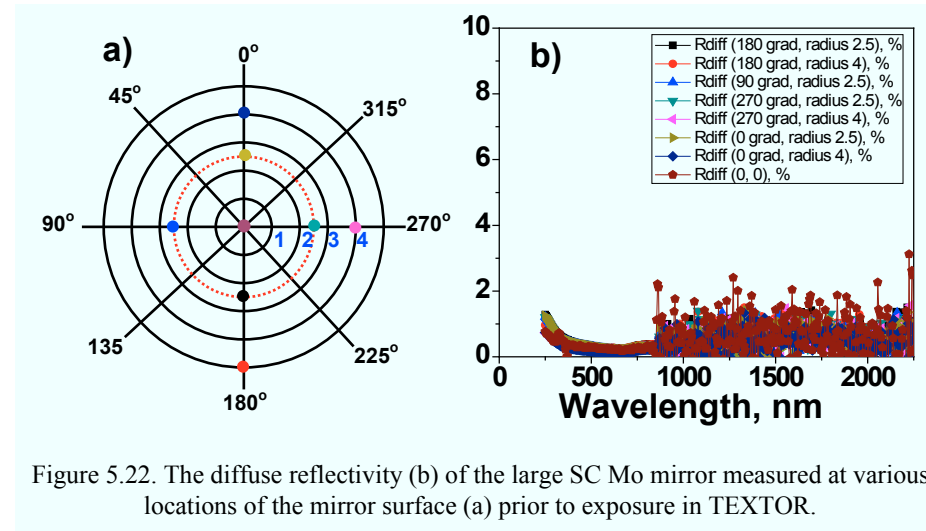 a)
0°
45°
315°
90°
270°
1 2 3 4
135
225°
180°
b)
10
8
6
4
2
0
Rdiff (180 grad, radius 2.5), %
Rdiff (180 grad, radius 4), %
Rdiff (90 grad, radius 2.5), %
Rdiff (270 grad, radius 2.5), %
Rdiff (270 grad, radius 4), %
Rdiff (0 grad, radius 2.5), %
Rdiff (0 grad, radius 4), %
Rdiff (0, 0), %
0 500 1000 1500 2000
Wavelength, nm
Figure 5.22. The diffuse reflectivity (b) of the large SC Mo mirror measured at various
locations of the mirror surface (a) prior to exposure in TEXTOR.